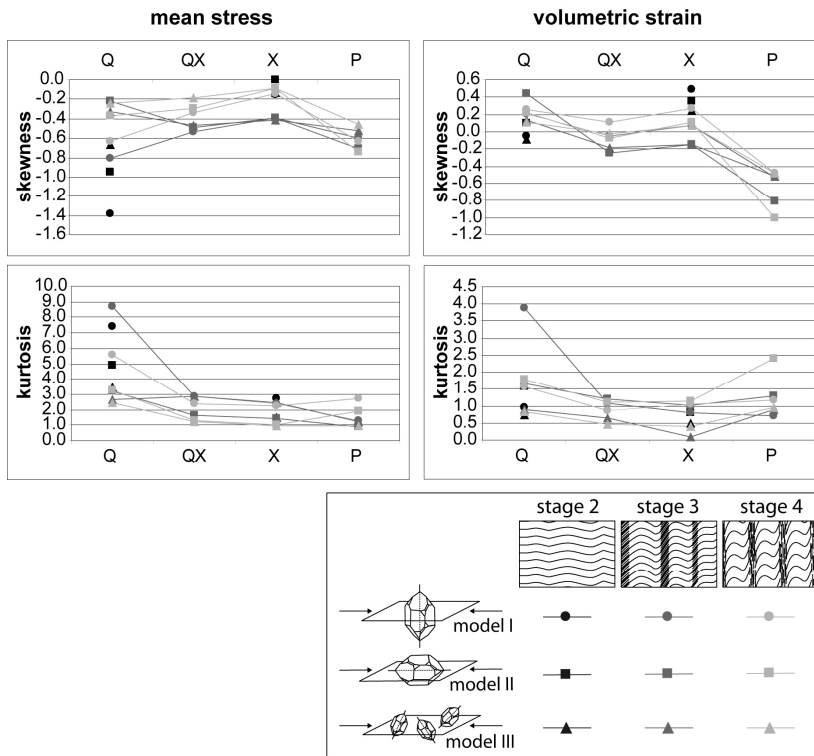 mean stress
volumetric strain
Q QX X P
skewness
0.0
-0.2
-0.4
-0.6
-0.8
-1.0
-1.2
-1.4
-1.6
Q QX X P
skewness
0.6
0.4
0.2
0.0
-0.2
-0.4
-0.6
-0.8
-1.0
-1.2
kurtosis
10.0
9.0
8.0
7.0
6.0
5.0
4.0
3.0
2.0
1.0
0.0
Q QX X P
kurtosis
4.5
4.0
3.5
3.0
2.5
2.0
1.5
1.0
0.5
0.0
Q QX X P
stage 2 stage 3 stage 4
model I
model II
model III